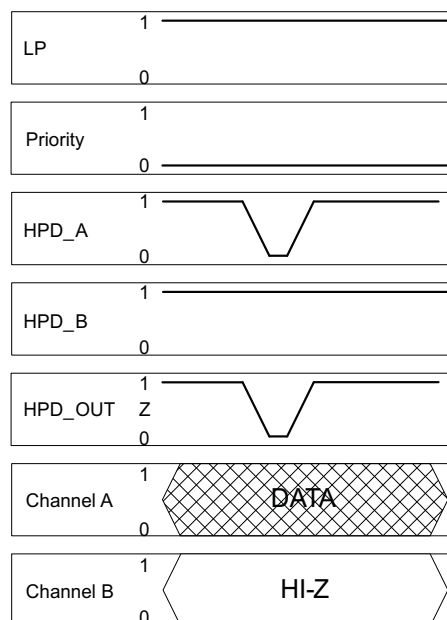 1
LP
0
1
Priority
0
1
HPD_A
0
1
HPD_B
0
1
HPD_OUT Z
0
1
Channel A DATA
0
1
Channel B HI-Z
0